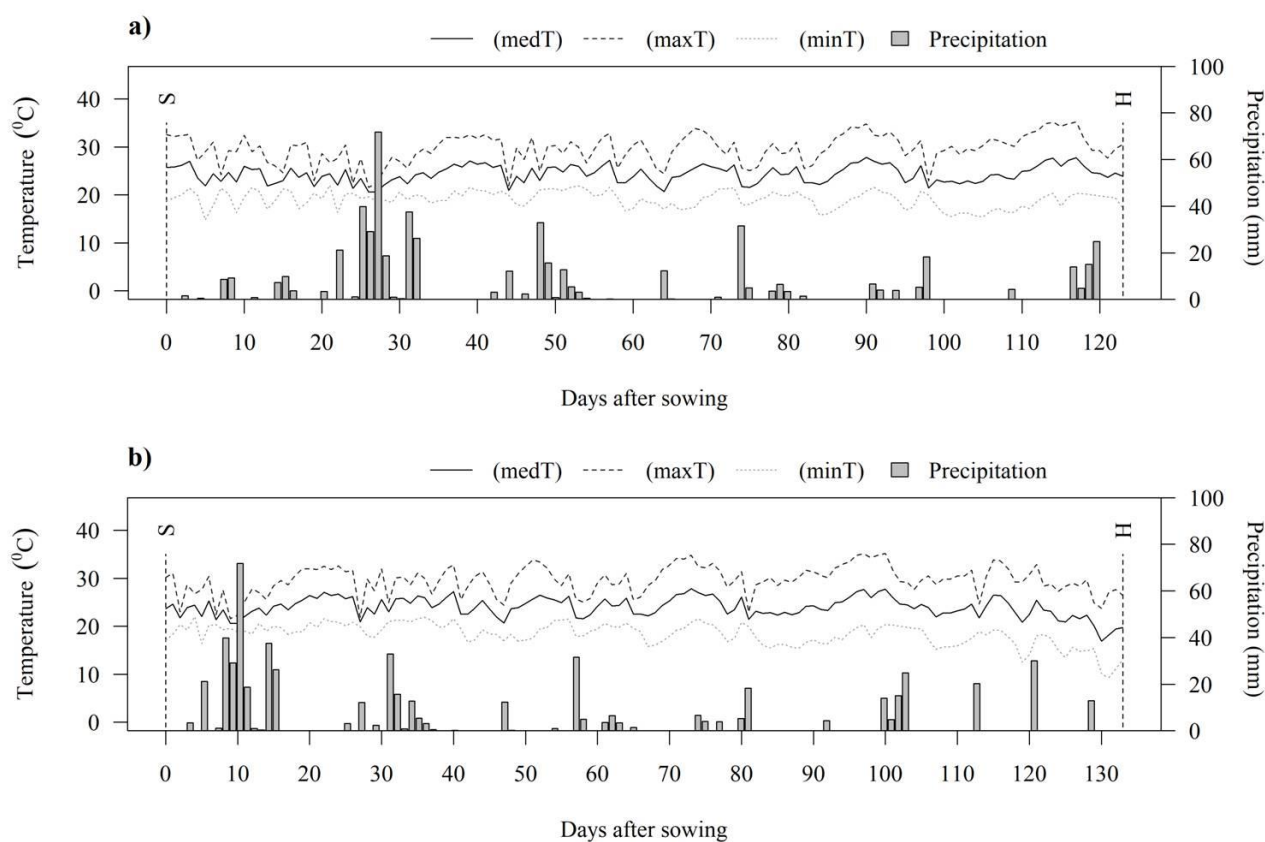 a)
(medT) (maxT) (minT) Precipitation
S
H
Temperature (⁰C)
40
30
20
10
0
Precipitation (mm)
100
80
60
40
20
0
0 10 20 30 40 50 60 70 80 90 100 110 120
Days after sowing
b)
(medT) (maxT) (minT) Precipitation
S
H
Temperature (⁰C)
40
30
20
10
0
Precipitation (mm)
100
80
60
40
20
0
0 10 20 30 40 50 60 70 80 90 100 110 120 130
Days after sowing